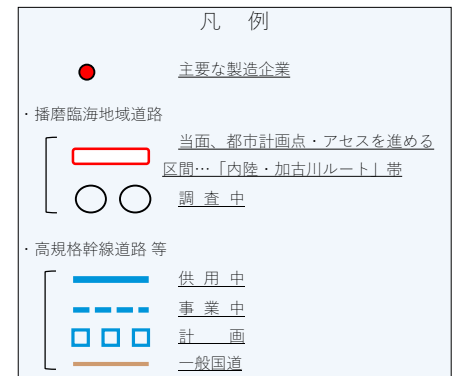 凡 例
主要な製造企業
・播磨臨海地域道路
当面、都市計画点・アセスを進める
区間…「内陸・加古川ルート」帯
調 査 中
・高規格幹線道路 等
供 用 中
事 業 中
計 画
一般国道